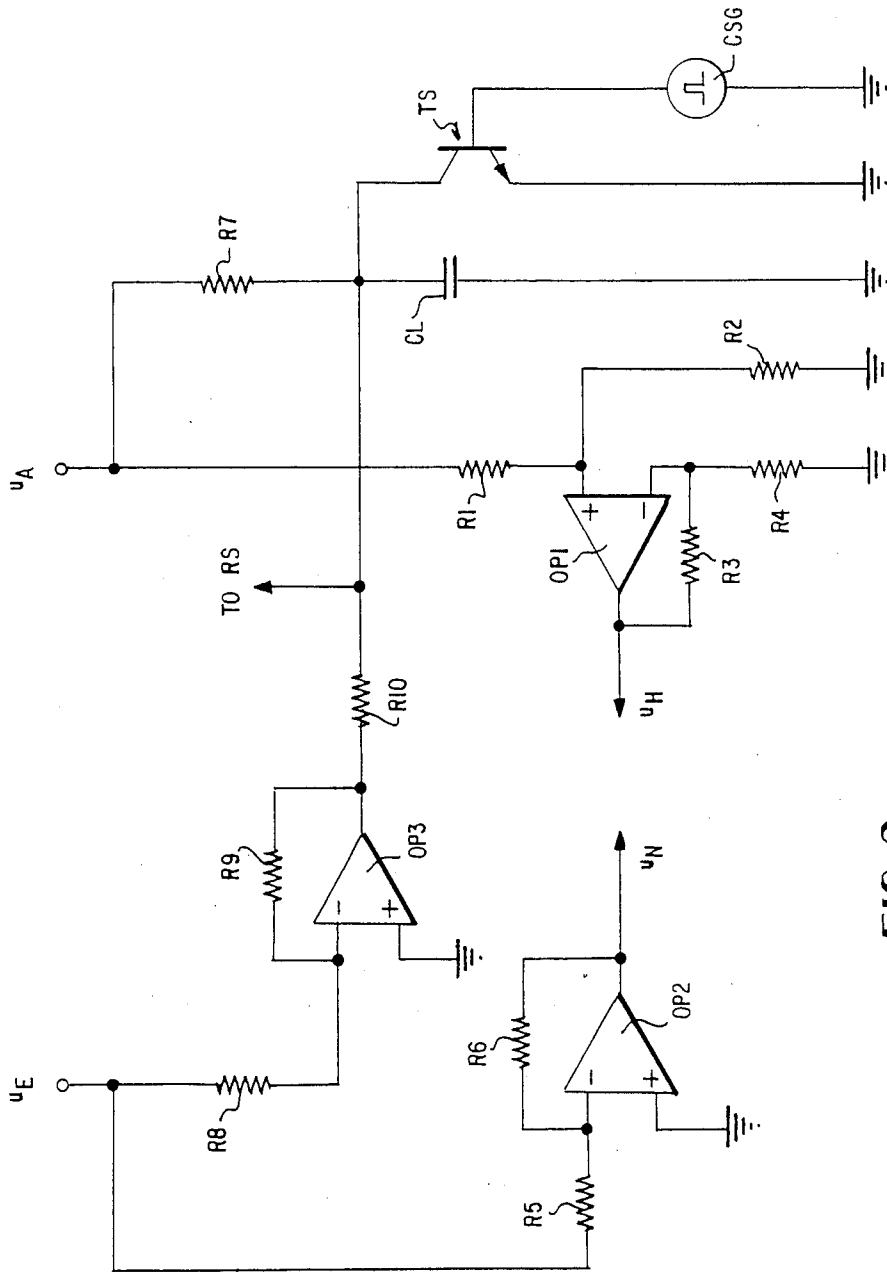 uE
uA
R8
R9
OP3
R10
TO RS
R7
TS
CSG
CL
R5
R6
OP2
uN
uH
OP1
R1
R2
R3
R4
-
+
-
+
+
-